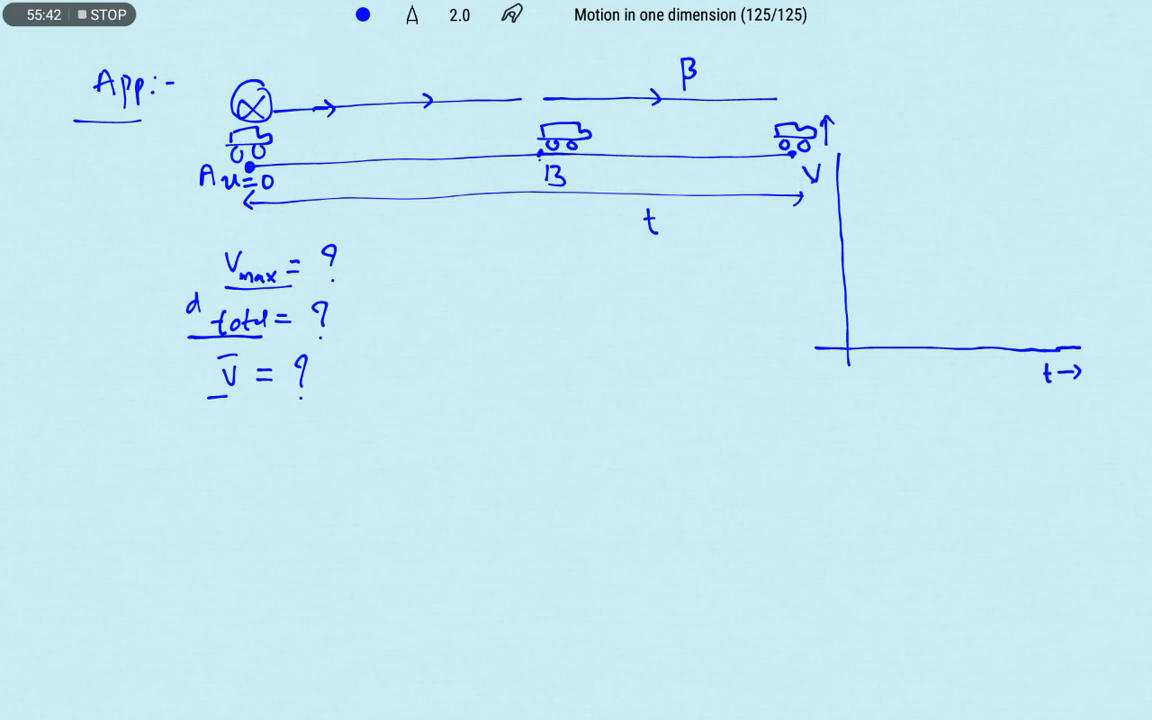 55:42 STOP 2.0 Motion in one dimension (125/125)
App:-
α
β
A u=0
B
V
t
Vmax = ?
d total = ?
V̄ = ?
t→